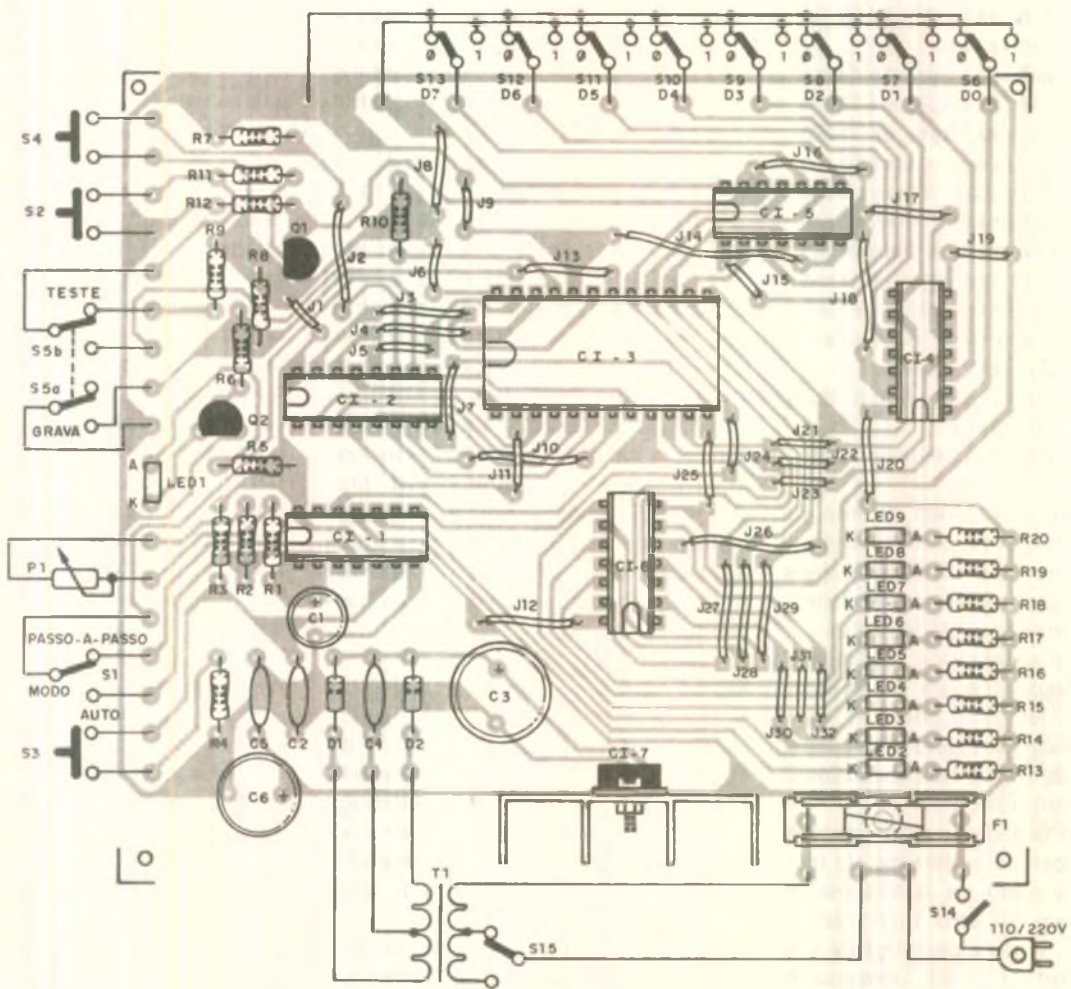 0 1 0 1 0 1 0 1 0 1 0 1 0 1 0 1
S13 S12 S11 S10 S9 S8 S7 S6
D7 D6 D5 D4 D3 D2 D1 D0
S4
R7
J8
J16
R11
S2
R12
R10
J9
CI-5
J17
R9
Q1
J2
J14
J19
R8
J6
J13
J15
TESTE
J18
J1
J3
J4
S5b
J5
CI-3
CI-4
R6
S5a
CI-2
J7
GRAVA
Q2
J21
R5
J10
J24
J22
J20
A
LED1
J11
J25
J23
K
CI-1
LED9
K A R20
P1
J26
LED8
CI-6
K A R19
R3 R2 R1
LED7
C1
J12
J27
J29
K A R18
PASSO-A-PASSO
LED6
S1
J28
K A R17
MODO
C3
J31
LED5
K A R16
AUTO
LED4
K A R15
S3
R4 C5 C2 D1 C4 D2
J30
J32
LED3
K A R14
CI-7
LED2
K A R13
C6
F1
T1
S14
110/220V
S15